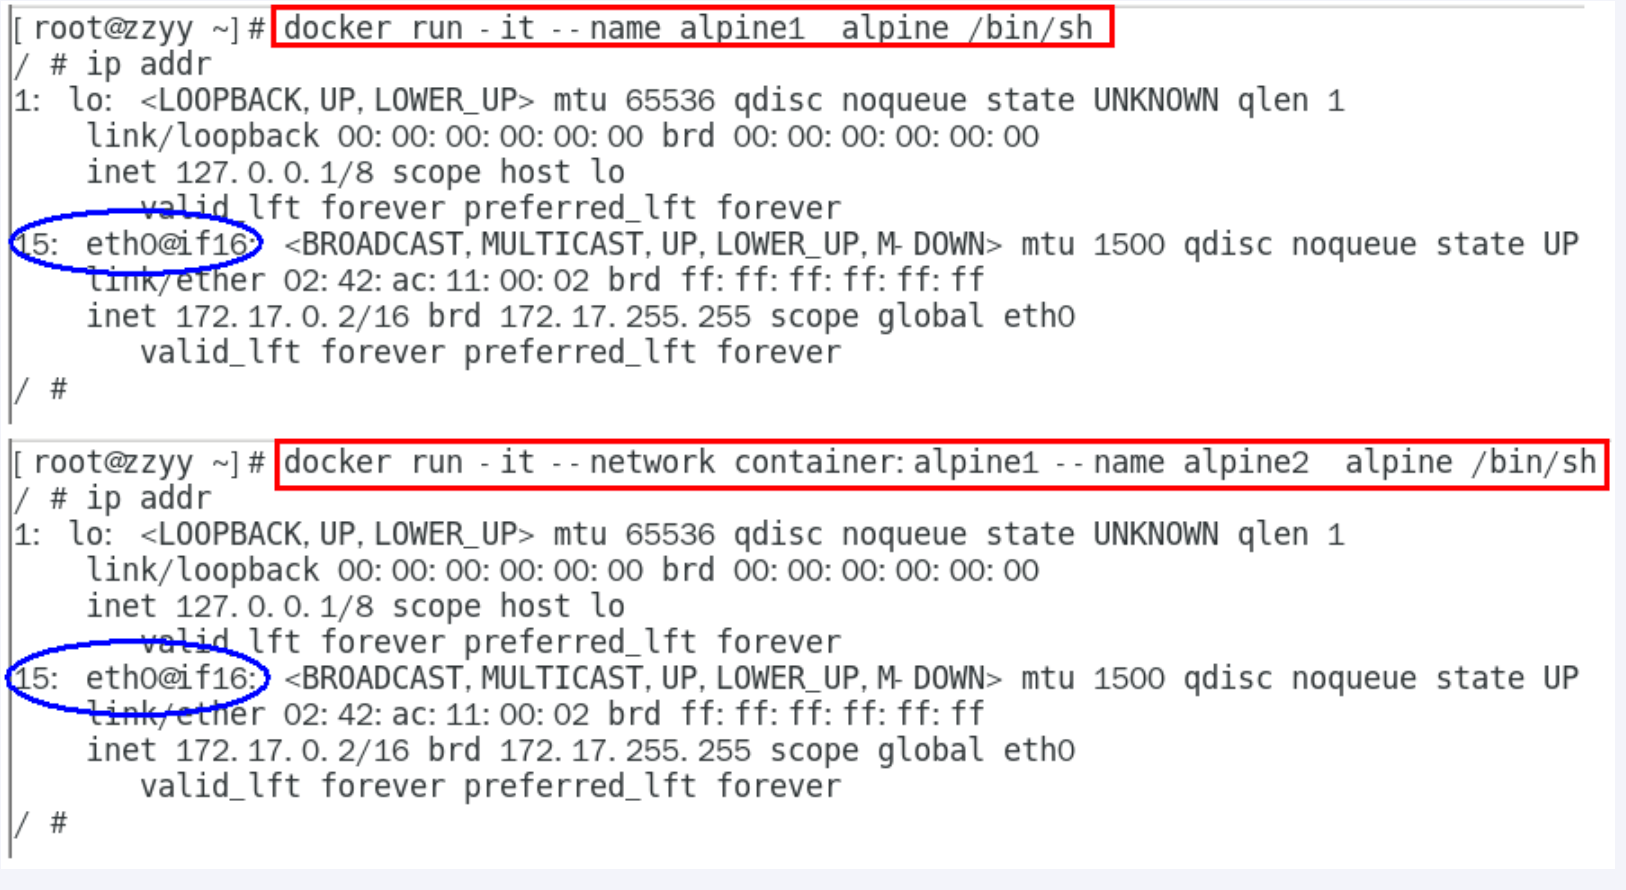 [root@zzyy ~]# docker run -it --name alpine1  alpine /bin/sh
/ # ip addr
1: lo: <LOOPBACK,UP,LOWER_UP> mtu 65536 qdisc noqueue state UNKNOWN qlen 1
    link/loopback 00:00:00:00:00:00 brd 00:00:00:00:00:00
    inet 127.0.0.1/8 scope host lo
       valid_lft forever preferred_lft forever
15: eth0@if16: <BROADCAST,MULTICAST,UP,LOWER_UP,M-DOWN> mtu 1500 qdisc noqueue state UP
    link/ether 02:42:ac:11:00:02 brd ff:ff:ff:ff:ff:ff
    inet 172.17.0.2/16 brd 172.17.255.255 scope global eth0
       valid_lft forever preferred_lft forever
/ #
[root@zzyy ~]# docker run -it --network container:alpine1 --name alpine2  alpine /bin/sh
/ # ip addr
1: lo: <LOOPBACK,UP,LOWER_UP> mtu 65536 qdisc noqueue state UNKNOWN qlen 1
    link/loopback 00:00:00:00:00:00 brd 00:00:00:00:00:00
    inet 127.0.0.1/8 scope host lo
       valid_lft forever preferred_lft forever
15: eth0@if16: <BROADCAST,MULTICAST,UP,LOWER_UP,M-DOWN> mtu 1500 qdisc noqueue state UP
    link/ether 02:42:ac:11:00:02 brd ff:ff:ff:ff:ff:ff
    inet 172.17.0.2/16 brd 172.17.255.255 scope global eth0
       valid_lft forever preferred_lft forever
/ #